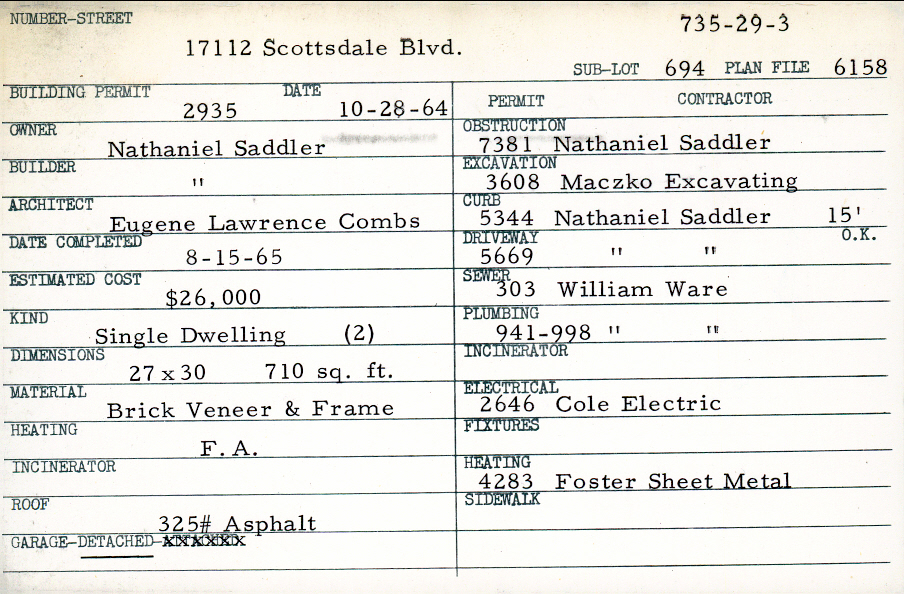 NUMBER-STREET
735-29-3
17112 Scottsdale Blvd.
SUB-LOT 694 PLAN FILE 6158
BUILDING PERMIT DATE
2935 10-28-64
OWNER
Nathaniel Saddler
BUILDER
"
ARCHITECT
Eugene Lawrence Combs
DATE COMPLETED
8-15-65
ESTIMATED COST
$26,000
KIND
Single Dwelling (2)
DIMENSIONS
27 x 30 710 sq. ft.
MATERIAL
Brick Veneer & Frame
HEATING
F. A.
INCINERATOR
ROOF
325# Asphalt
GARAGE-DETACHED-ATTACHED
PERMIT CONTRACTOR
OBSTRUCTION
7381 Nathaniel Saddler
EXCAVATION
3608 Maczko Excavating
CURB
5344 Nathaniel Saddler 15'
DRIVEWAY O.K.
5669 " "
SEWER
303 William Ware
PLUMBING
941-998 " "
INCINERATOR
ELECTRICAL
2646 Cole Electric
FIXTURES
HEATING
4283 Foster Sheet Metal
SIDEWALK